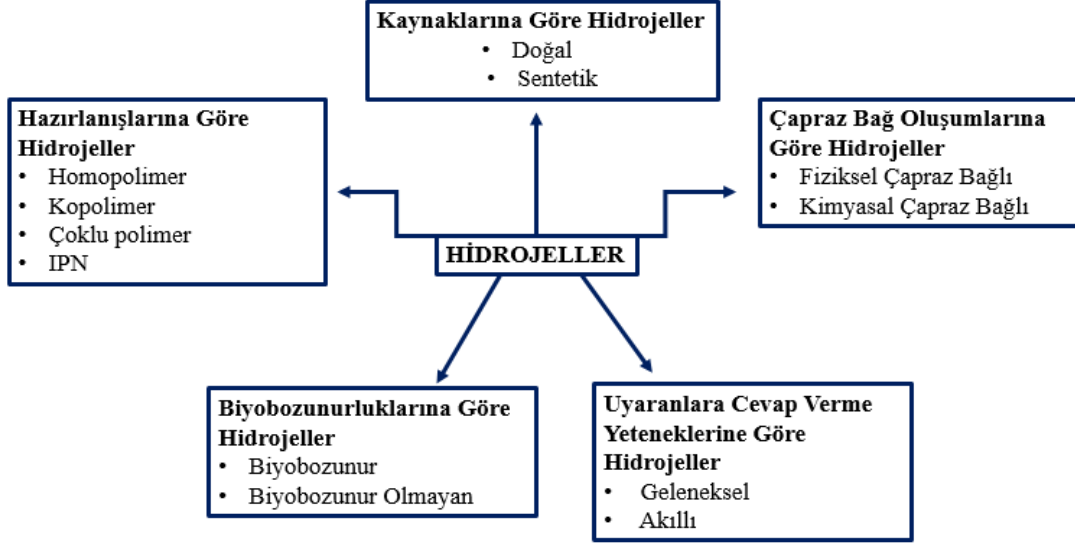 Kaynaklarına Göre Hidrojeller
• Doğal
• Sentetik
Hazırlanışlarına Göre
Hidrojeller
• Homopolimer
• Kopolimer
• Çoklu polimer
• IPN
Çapraz Bağ Oluşumlarına
Göre Hidrojeller
• Fiziksel Çapraz Bağlı
• Kimyasal Çapraz Bağlı
HİDROJELLER
Biyobozunurluklarına Göre
Hidrojeller
• Biyobozunur
• Biyobozunur Olmayan
Uyaranlara Cevap Verme
Yeteneklerine Göre
Hidrojeller
• Geleneksel
• Akıllı